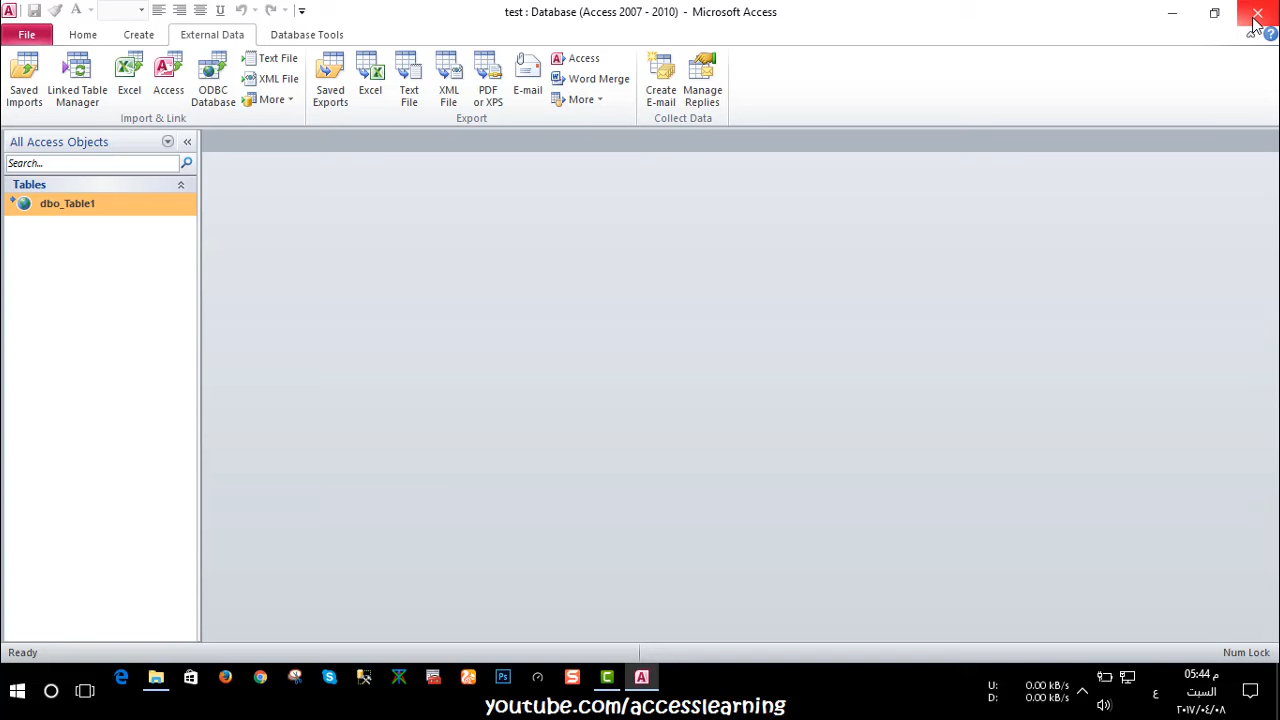 test : Database (Access 2007 - 2010) - Microsoft Access
File Home Create External Data Database Tools
Saved Imports
Linked Table Manager
Excel
Access
ODBC Database
Text File
XML File
More
Import & Link
Saved Exports
Excel
Text File
XML File
PDF or XPS
E-mail
Access
Word Merge
More
Export
Create E-mail
Manage Replies
Collect Data
All Access Objects
Search...
Tables
dbo_Table1
Ready
Num Lock
U: 0.00 kB/s
D: 0.00 kB/s
ع
05:44 م
السبت
٢٠١٧/٠٤/٠٨
youtube.com/accesslearning